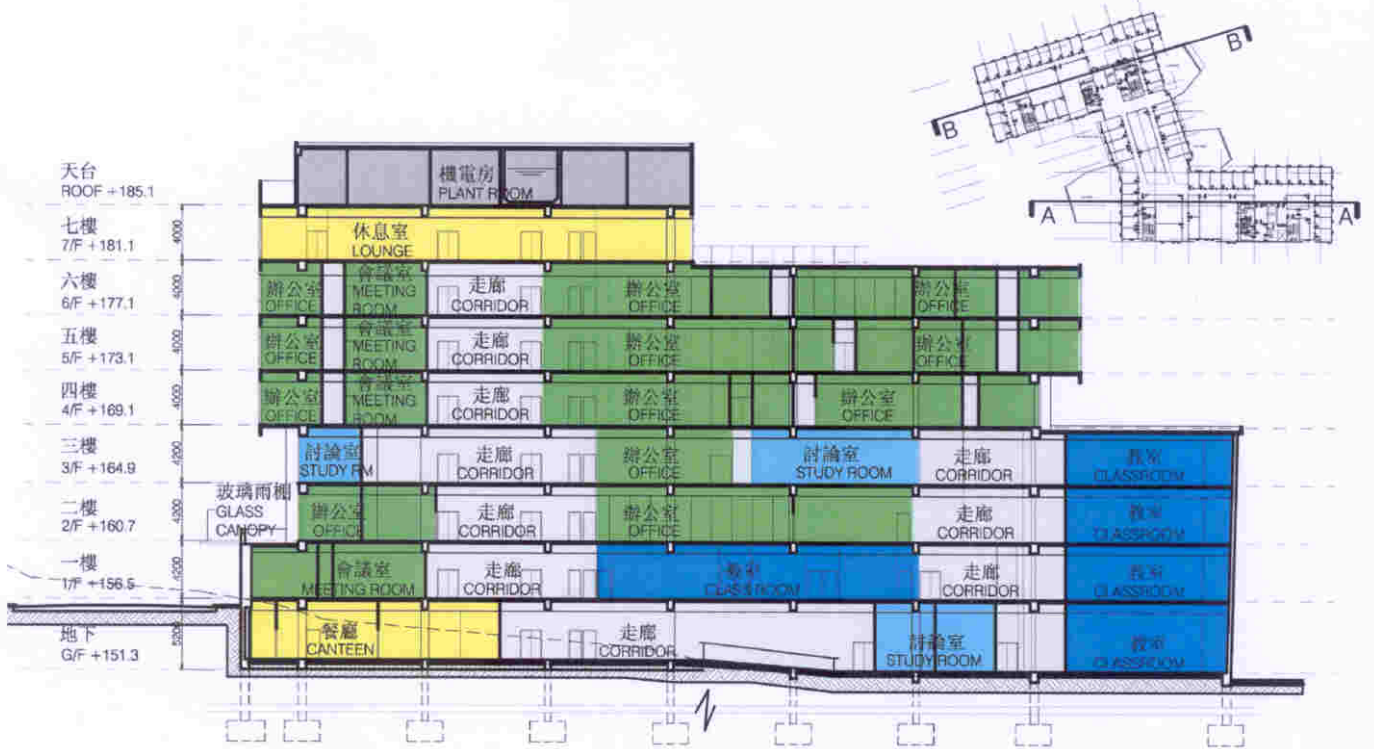 B
B
A
A
天台
ROOF +185.1
機電房
PLANT ROOM
七樓
7/F +181.1
4000
休息室
LOUNGE
六樓
6/F +177.1
4000
辦公室
OFFICE
會議室
MEETING
ROOM
走廊
CORRIDOR
辦公室
OFFICE
辦公室
OFFICE
五樓
5/F +173.1
4000
辦公室
OFFICE
會議室
MEETING
ROOM
走廊
CORRIDOR
辦公室
OFFICE
辦公室
OFFICE
四樓
4/F +169.1
4000
辦公室
OFFICE
會議室
MEETING
ROOM
走廊
CORRIDOR
辦公室
OFFICE
辦公室
OFFICE
三樓
3/F +164.9
4200
討論室
STUDY RM
走廊
CORRIDOR
辦公室
OFFICE
討論室
STUDY ROOM
走廊
CORRIDOR
教室
CLASSROOM
玻璃雨棚
GLASS
CANOPY
二樓
2/F +160.7
4200
辦公室
OFFICE
走廊
CORRIDOR
辦公室
OFFICE
走廊
CORRIDOR
教室
CLASSROOM
一樓
1/F +156.5
4200
會議室
MEETING ROOM
走廊
CORRIDOR
教室
CLASSROOM
走廊
CORRIDOR
教室
CLASSROOM
地下
G/F +151.3
5200
餐廳
CANTEEN
走廊
CORRIDOR
討論室
STUDY ROOM
教室
CLASSROOM